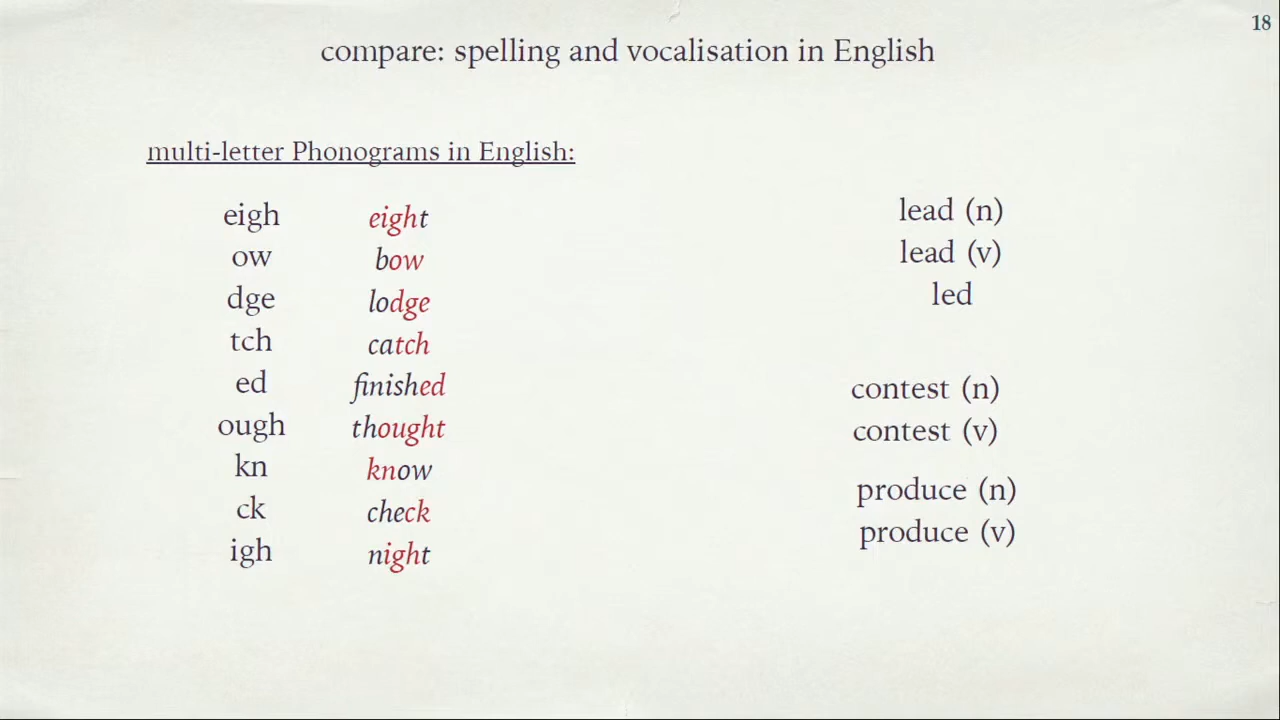 18
compare: spelling and vocalisation in English
multi-letter Phonograms in English:
eigh eight
ow bow
dge lodge
tch catch
ed finished
ough thought
kn know
ck check
igh night
lead (n)
lead (v)
led
contest (n)
contest (v)
produce (n)
produce (v)